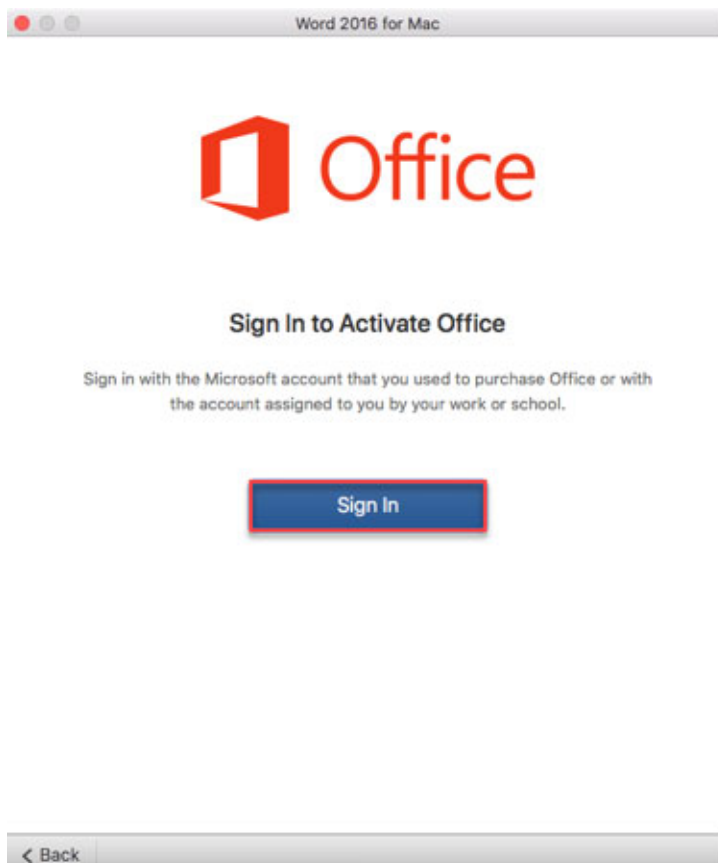 Word 2016 for Mac
Office
Sign In to Activate Office
Sign in with the Microsoft account that you used to purchase Office or with
the account assigned to you by your work or school.
Sign In
Back